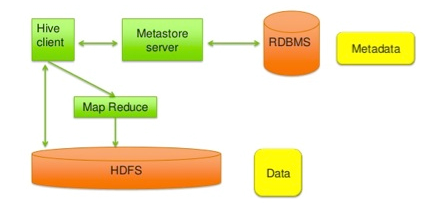 Hive
client
Metastore
server
RDBMS
Metadata
Map Reduce
HDFS
Data